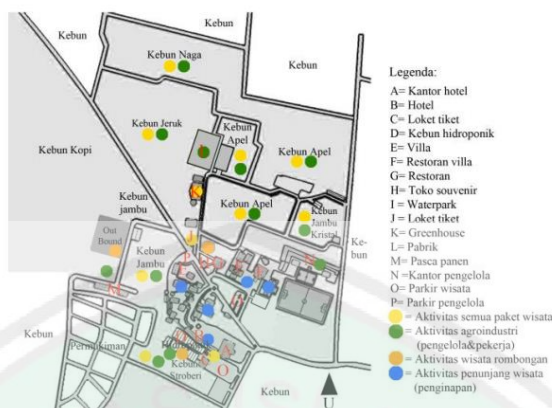 Kebun
Kebun
Kebun Naga
Kebun
Kebun Jeruk
Kebun
Apel
Kebun Apel
Kebun Kopi
Kebun
jambu
Kebun Apel
Kebun
Jambu
Kristal
Ke-
bun
Out
Bound
Kebun
Jambu
Kebun
Permukiman
Hidroponik
Kebun
Stroberi
Kebun
U
Legenda:
A= Kantor hotel
B= Hotel
C= Loket tiket
D= Kebun hidroponik
E= Villa
F= Restoran villa
G= Restoran
H= Toko souvenir
I = Waterpark
J = Loket tiket
K= Greenhouse
L= Pabrik
M= Pasca panen
N =Kantor pengelola
O= Parkir wisata
P= Parkir pengelola
= Aktivitas semua paket wisata
= Aktivitas agroindustri
(pengelola&pekerja)
= Aktivitas wisata rombongan
= Aktivitas penunjang wisata
(penginapan)